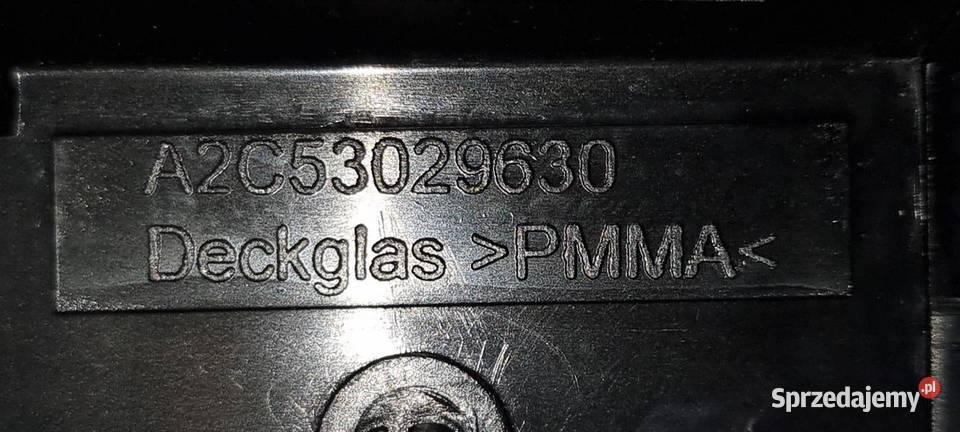 A2C53029630
Deckglas >PMMA<
Sprzedajemy.pl